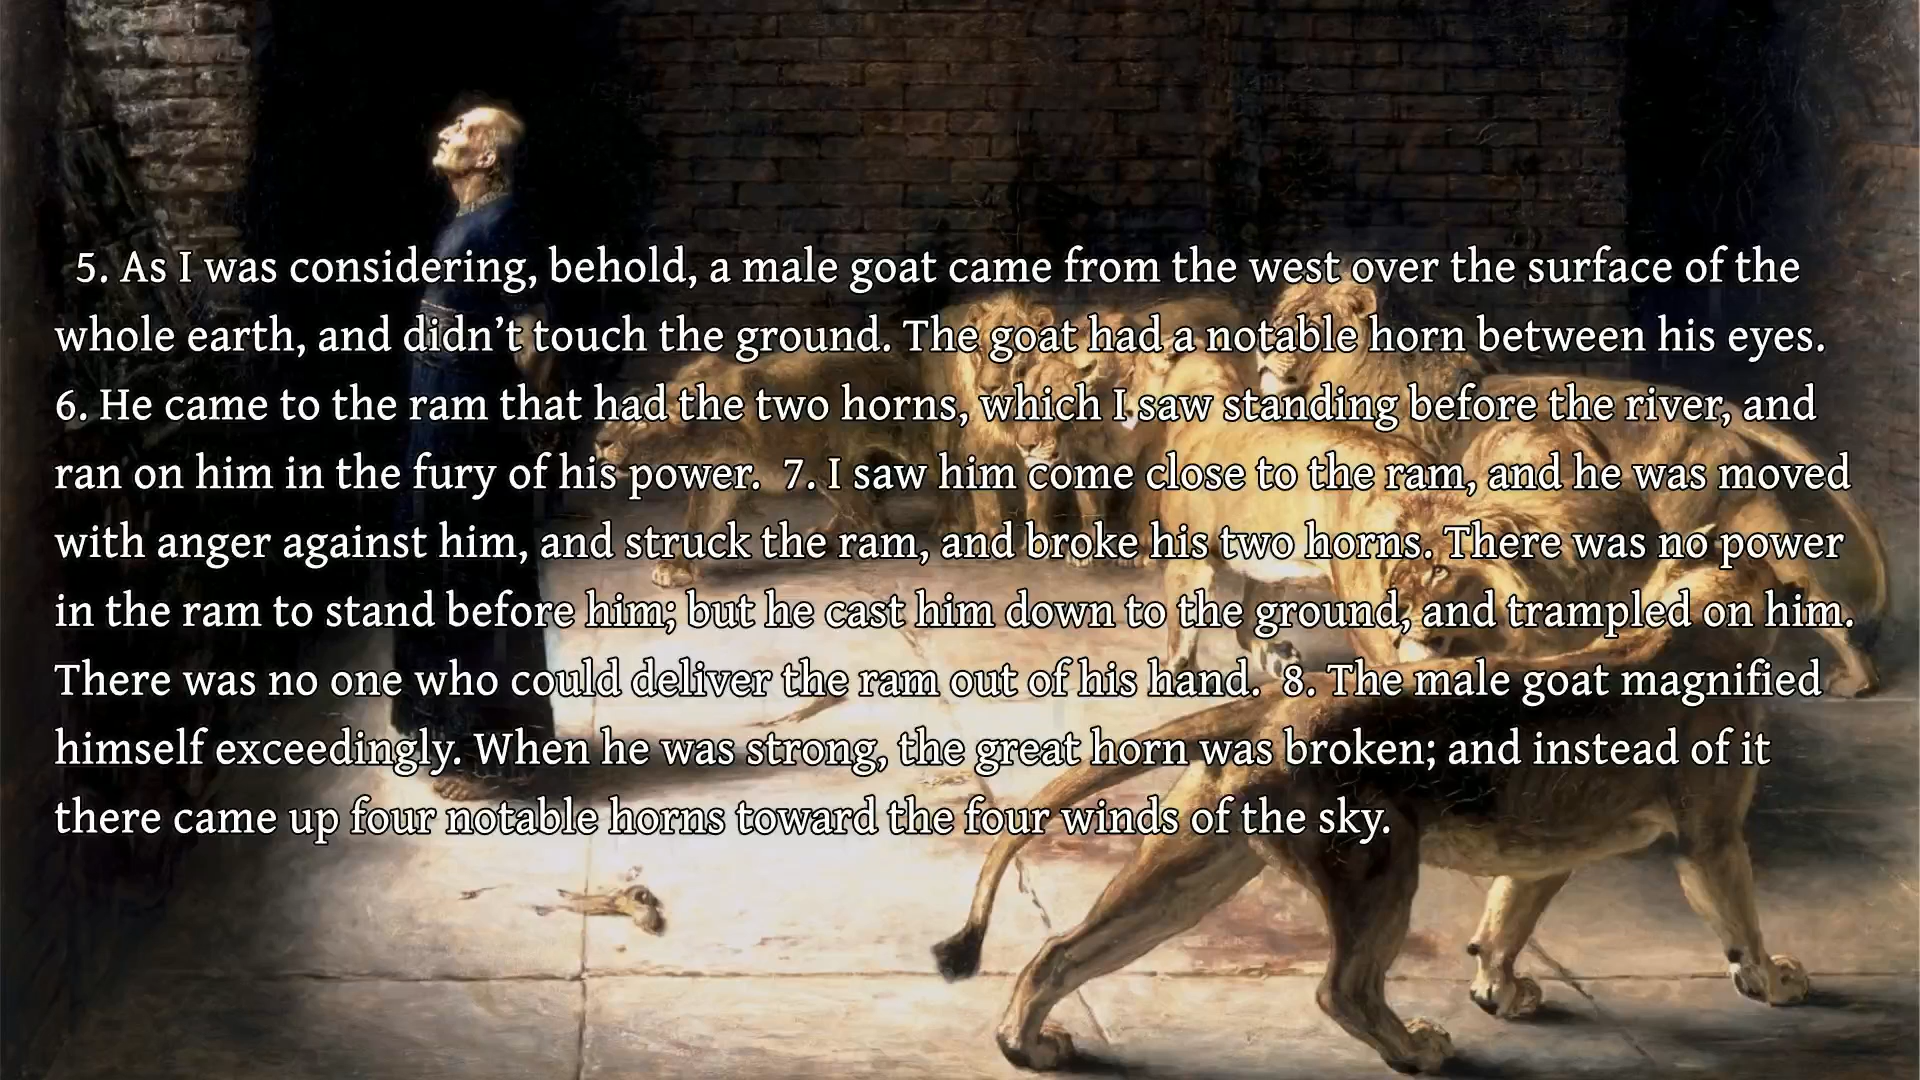 5. As I was considering, behold, a male goat came from the west over the surface of the
whole earth, and didn’t touch the ground. The goat had a notable horn between his eyes.
6. He came to the ram that had the two horns, which I saw standing before the river, and
ran on him in the fury of his power. 7. I saw him come close to the ram, and he was moved
with anger against him, and struck the ram, and broke his two horns. There was no power
in the ram to stand before him; but he cast him down to the ground, and trampled on him.
There was no one who could deliver the ram out of his hand. 8. The male goat magnified
himself exceedingly. When he was strong, the great horn was broken; and instead of it
there came up four notable horns toward the four winds of the sky.